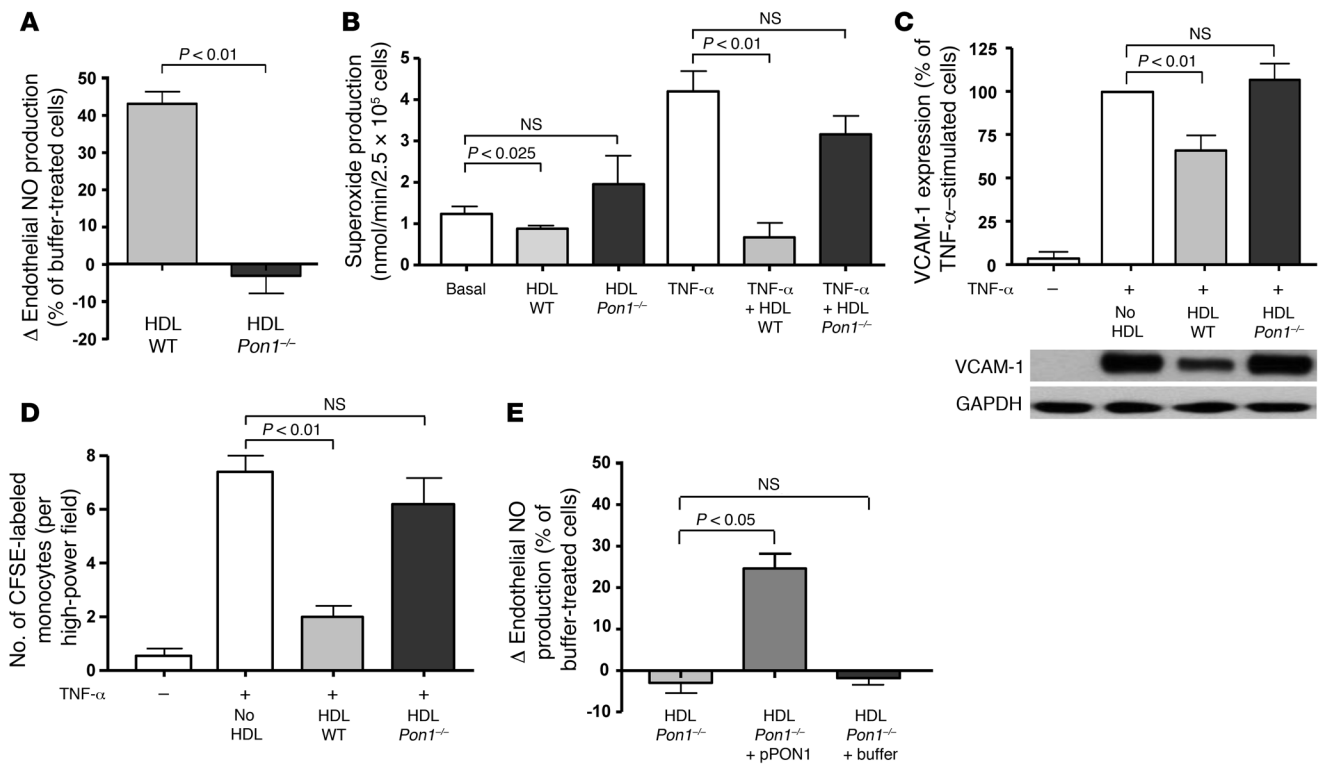 A
P < 0.01
Δ Endothelial NO production
(% of buffer-treated cells)
50
40
30
20
10
0
-10
-20
HDL
WT
HDL
Pon1–/–
B
NS
P < 0.01
NS
P < 0.025
Superoxide production
(nmol/min/2.5 × 10⁵ cells)
5
4
3
2
1
0
Basal
HDL
WT
HDL
Pon1–/–
TNF-α
TNF-α
+ HDL
WT
TNF-α
+ HDL
Pon1–/–
C
NS
P < 0.01
VCAM-1 expression (% of
TNF-α–stimulated cells)
125
100
75
50
25
0
TNF-α – + + +
No
HDL
HDL
WT
HDL
Pon1–/–
VCAM-1
GAPDH
D
NS
P < 0.01
No. of CFSE-labeled
monocytes (per
high-power field)
8
6
4
2
0
TNF-α – + + +
No
HDL
HDL
WT
HDL
Pon1–/–
E
NS
P < 0.05
Δ Endothelial NO
production (% of
buffer-treated cells)
50
40
30
20
10
0
-10
HDL
Pon1–/–
HDL
Pon1–/–
+ pPON1
HDL
Pon1–/–
+ buffer